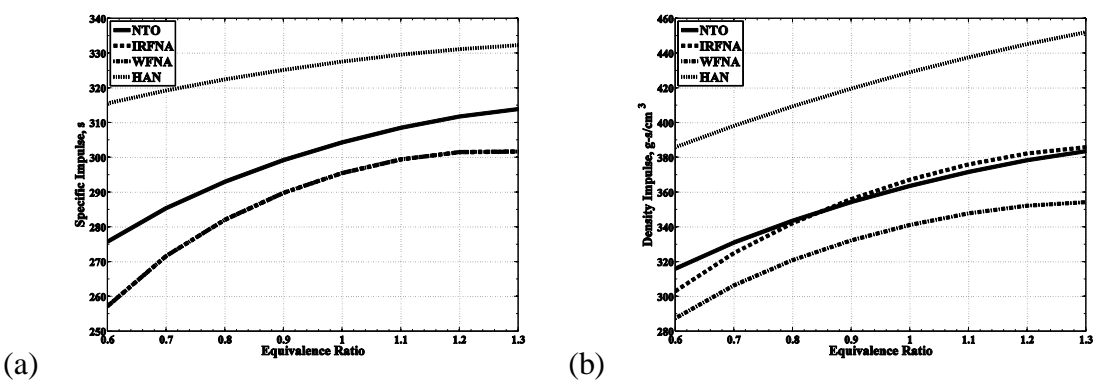 340
330
320
310
300
290
280
270
260
250
Specific Impulse, s
NTO
IRFNA
WFNA
HAN
0.6 0.7 0.8 0.9 1 1.1 1.2 1.3
Equivalence Ratio
(a)
460
440
420
400
380
360
340
320
300
280
Density Impulse, g-s/cm 3
NTO
IRFNA
WFNA
HAN
0.6 0.7 0.8 0.9 1 1.1 1.2 1.3
Equivalence Ratio
(b)